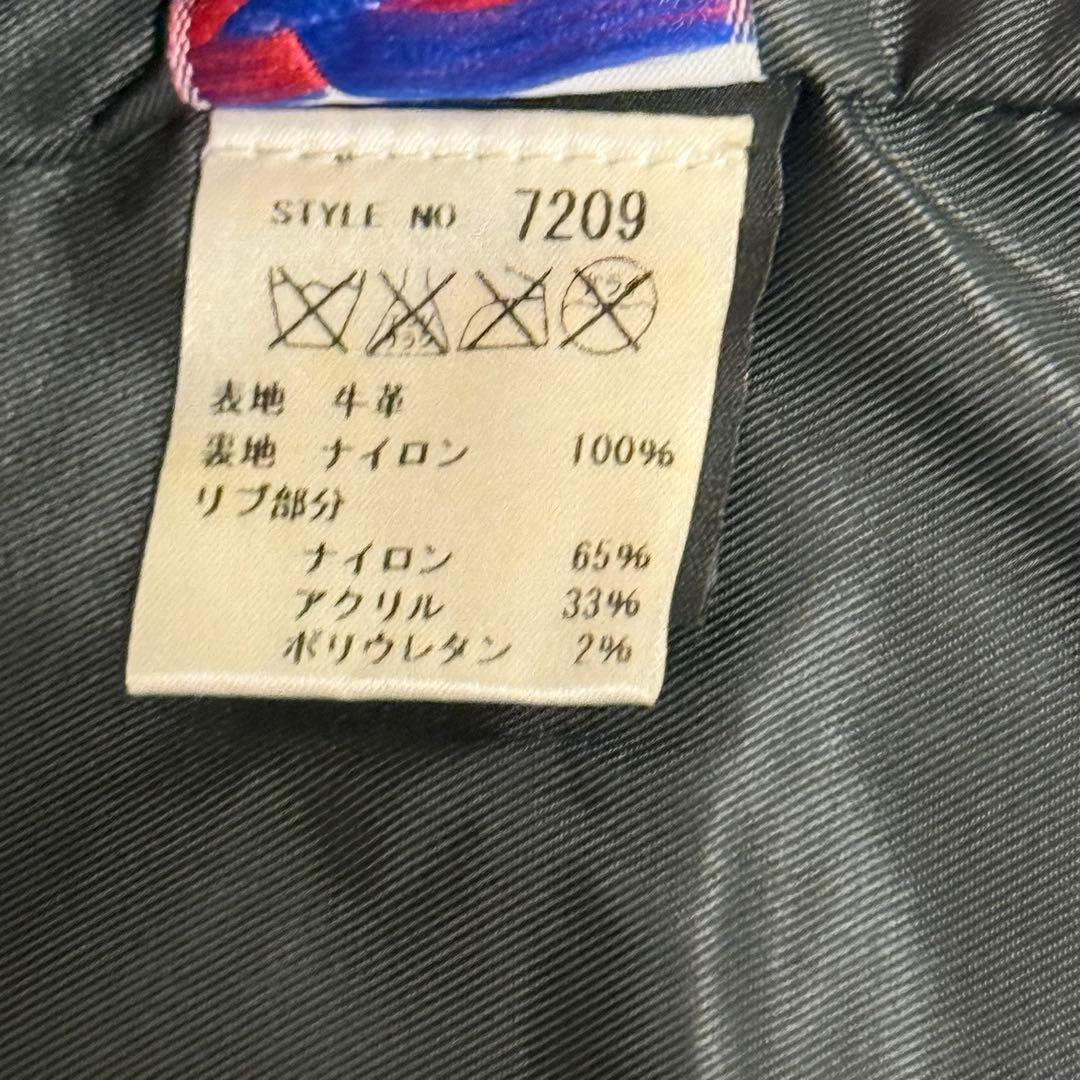 STYLE NO 7209
表地 牛革
裏地 ナイロン 100%
リブ部分
ナイロン 65%
アクリル 33%
ポリウレタン 2%